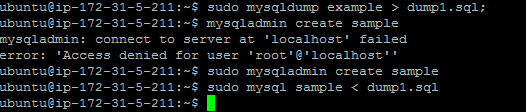 ubuntu@ip-172-31-5-211:~$ sudo mysqldump example > dump1.sql;
ubuntu@ip-172-31-5-211:~$ mysqladmin create sample
mysqladmin: connect to server at 'localhost' failed
error: 'Access denied for user 'root'@'localhost''
ubuntu@ip-172-31-5-211:~$ sudo mysqladmin create sample
ubuntu@ip-172-31-5-211:~$ sudo mysql sample < dump1.sql
ubuntu@ip-172-31-5-211:~$